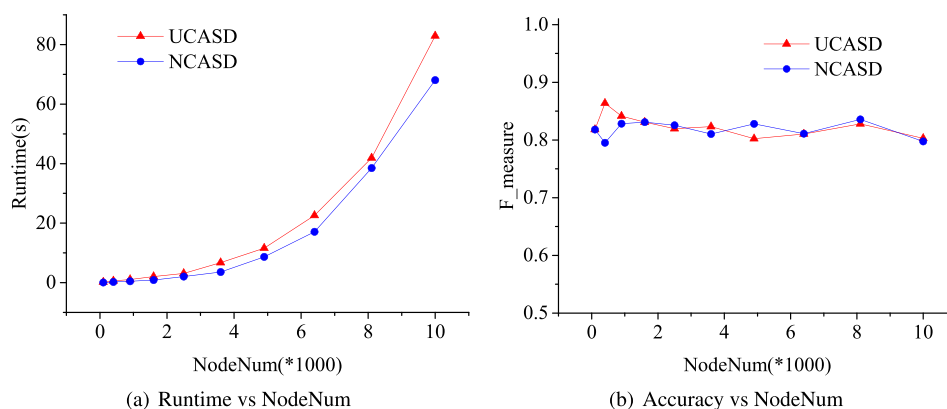 UCASD
NCASD
80
60
40
20
0
Runtime(s)
0 2 4 6 8 10
NodeNum(*1000)
(a) Runtime vs NodeNum
UCASD
NCASD
1.0
0.9
0.8
0.7
0.6
0.5
F_measure
0 2 4 6 8 10
NodeNum(*1000)
(b) Accuracy vs NodeNum